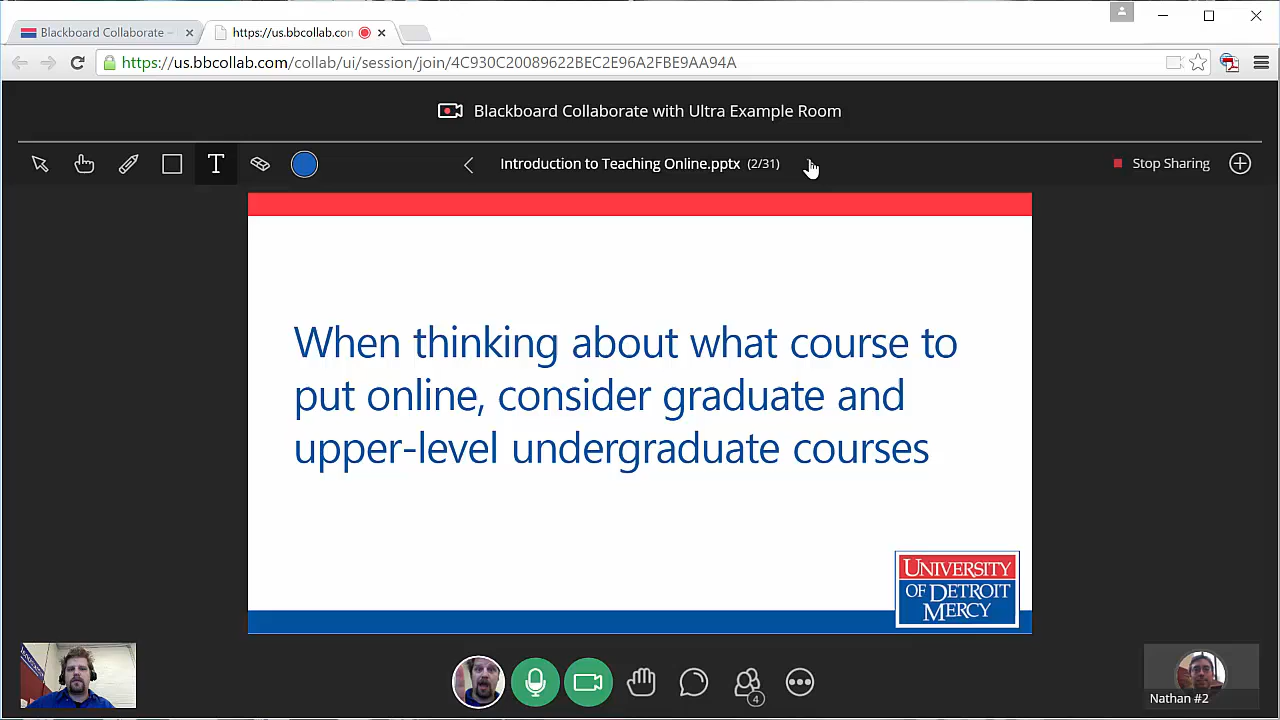 Blackboard Collaborate –
https://us.bbcollab.con
https://us.bbcollab.com/collab/ui/session/join/4C930C20089622BEC2E96A2FBE9AA94A
Blackboard Collaborate with Ultra Example Room
T
Introduction to Teaching Online.pptx (2/31)
Stop Sharing
When thinking about what course to
put online, consider graduate and
upper-level undergraduate courses
UNIVERSITY
OF DETROIT
MERCY
4
Nathan #2